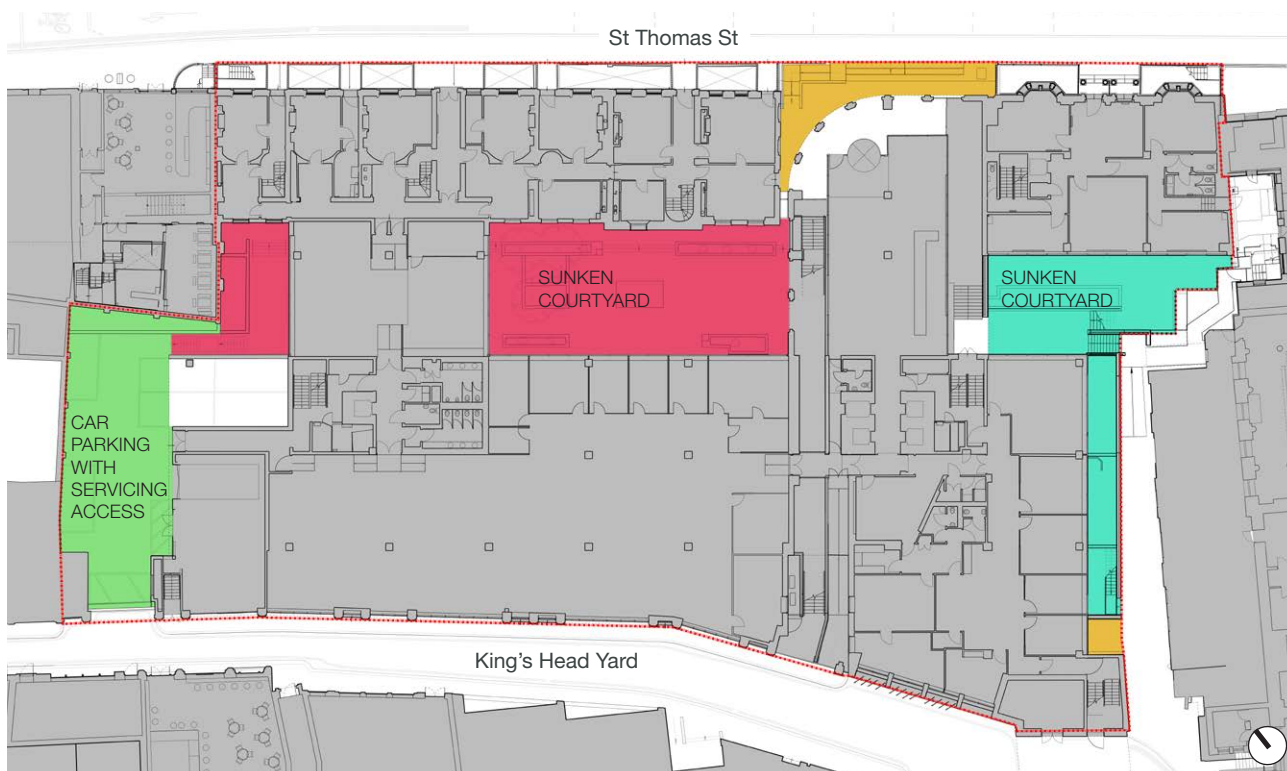 St Thomas St
SUNKEN
COURTYARD
SUNKEN
COURTYARD
CAR
PARKING
WITH
SERVICING
ACCESS
King's Head Yard